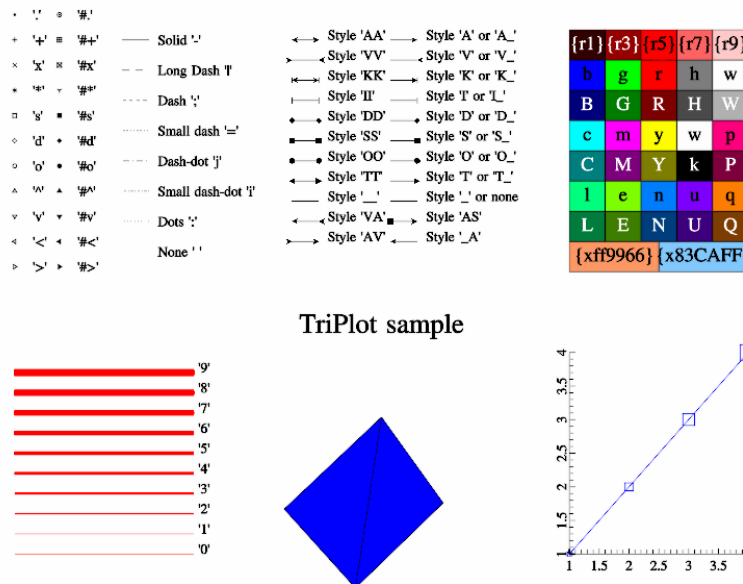 '.' '#.'
'+' '#+'
'x' '#x'
'*' '#*'
's' '#s'
'd' '#d'
'o' '#o'
'^' '#^'
'v' '#v'
'<' '#<'
'>' '#>'
Solid '-'
Long Dash '|'
Dash ';'
Small dash '='
Dash-dot 'j'
Small dash-dot 'i'
Dots ':'
None ' '
Style 'AA' Style 'A' or 'A_'
Style 'VV' Style 'V' or 'V_'
Style 'KK' Style 'K' or 'K_'
Style 'II' Style 'I' or 'I_'
Style 'DD' Style 'D' or 'D_'
Style 'SS' Style 'S' or 'S_'
Style 'OO' Style 'O' or 'O_'
Style 'TT' Style 'T' or 'T_'
Style '__' Style '_' or none
Style 'VA' Style 'AS'
Style 'AV' Style '_A'
{r1} {r3} {r5} {r7} {r9}
b g r h w
B G R H W
c m y w p
C M Y k P
l e n u q
L E N U Q
{xff9966} {x83CAFF
TriPlot sample
'9'
'8'
'7'
'6'
'5'
'4'
'3'
'2'
'1'
'0'
4
3.5
3
2.5
2
1.5
1
1 1.5 2 2.5 3 3.5